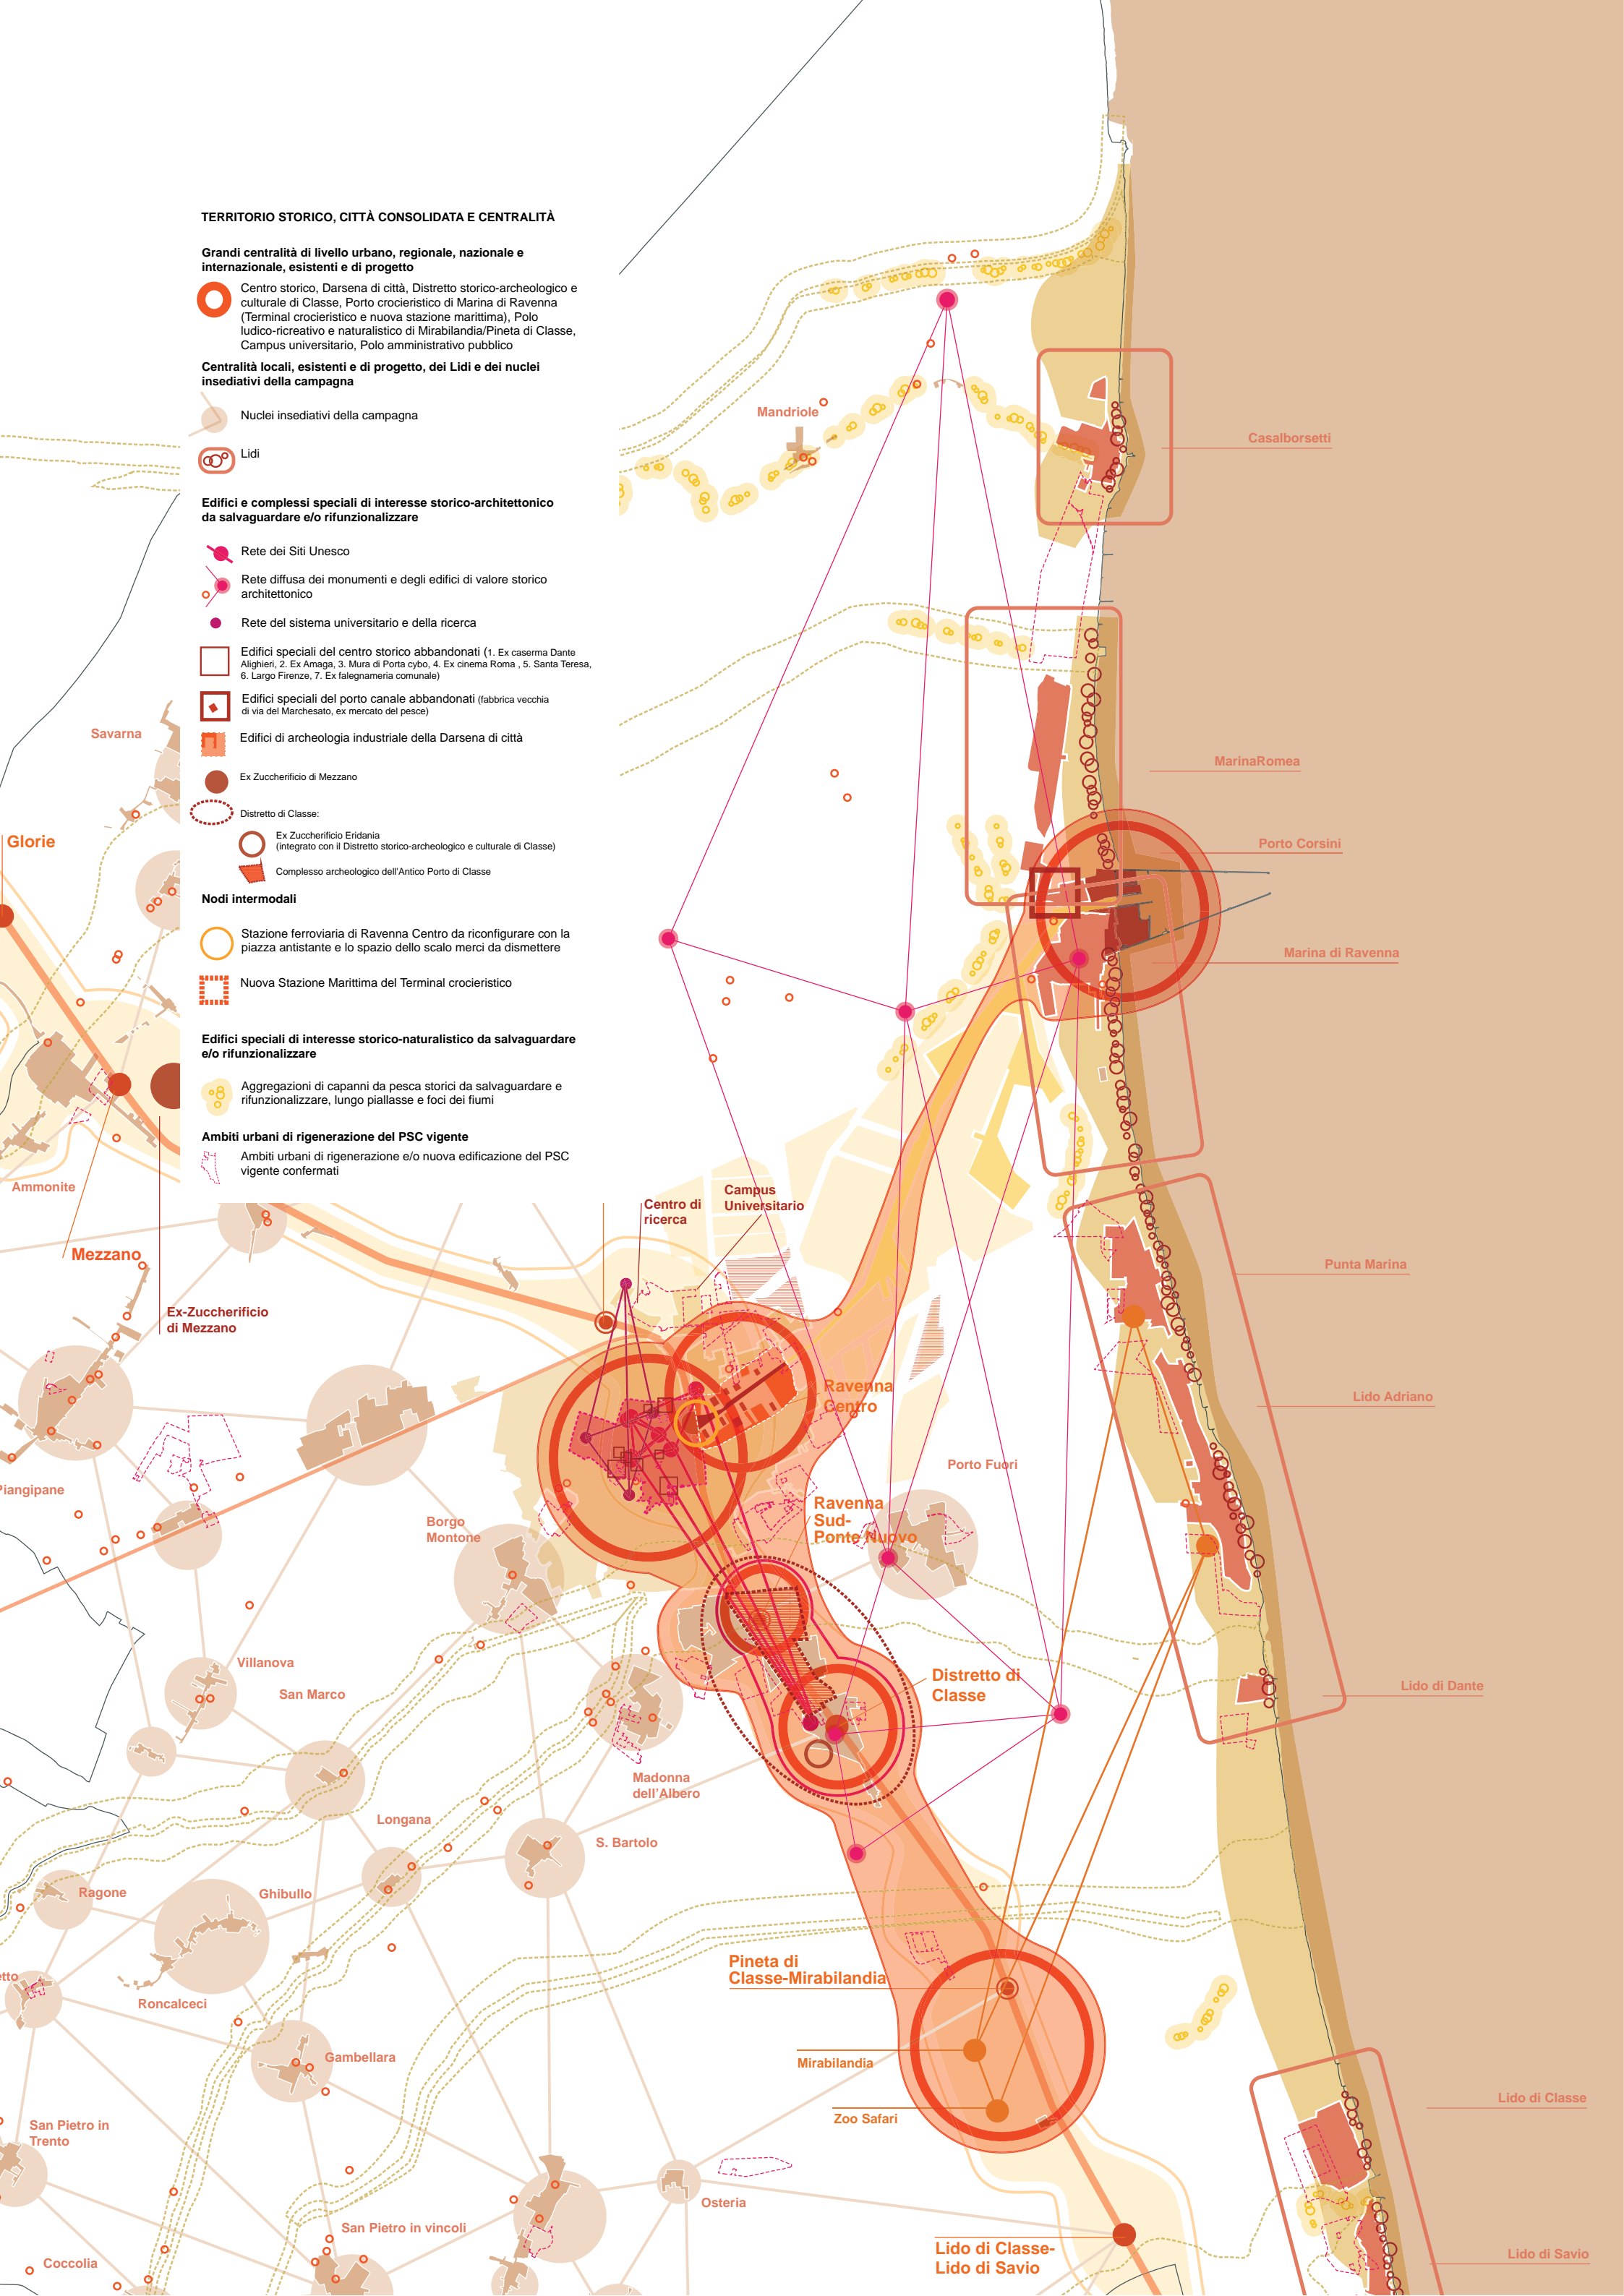 TERRITORIO STORICO, CITTÀ CONSOLIDATA E CENTRALITÀ
Grandi centralità di livello urbano, regionale, nazionale e
internazionale, esistenti e di progetto
Centro storico, Darsena di città, Distretto storico-archeologico e
culturale di Classe, Porto crocieristico di Marina di Ravenna
(Terminal crocieristico e nuova stazione marittima), Polo
ludico-ricreativo e naturalistico di Mirabilandia/Pineta di Classe,
Campus universitario, Polo amministrativo pubblico
Centralità locali, esistenti e di progetto, dei Lidi e dei nuclei
insediativi della campagna
Nuclei insediativi della campagna
Lidi
Edifici e complessi speciali di interesse storico-architettonico
da salvaguardare e/o rifunzionalizzare
Rete dei Siti Unesco
Rete diffusa dei monumenti e degli edifici di valore storico
architettonico
Rete del sistema universitario e della ricerca
Edifici speciali del centro storico abbandonati (1. Ex caserma Dante
Alighieri, 2. Ex Amaga, 3. Mura di Porta cybo, 4. Ex cinema Roma , 5. Santa Teresa,
6. Largo Firenze, 7. Ex falegnameria comunale)
Edifici speciali del porto canale abbandonati (fabbrica vecchia
di via del Marchesato, ex mercato del pesce)
Edifici di archeologia industriale della Darsena di città
Ex Zuccherificio di Mezzano
Distretto di Classe:
Ex Zuccherificio Eridania
(integrato con il Distretto storico-archeologico e culturale di Classe)
Complesso archeologico dell'Antico Porto di Classe
Nodi intermodali
Stazione ferroviaria di Ravenna Centro da riconfigurare con la
piazza antistante e lo spazio dello scalo merci da dismettere
Nuova Stazione Marittima del Terminal crocieristico
Edifici speciali di interesse storico-naturalistico da salvaguardare
e/o rifunzionalizzare
Aggregazioni di capanni da pesca storici da salvaguardare e
rifunzionalizzare, lungo piallasse e foci dei fiumi
Ambiti urbani di rigenerazione del PSC vigente
Ambiti urbani di rigenerazione e/o nuova edificazione del PSC
vigente confermati
Mandriole
Casalborsetti
Savarna
MarinaRomea
Glorie
Porto Corsini
Marina di Ravenna
Ammonite
Centro di
ricerca
Campus
Universitario
Mezzano
Punta Marina
Ex-Zuccherificio
di Mezzano
Ravenna
Centro
Lido Adriano
Piangipane
Porto Fuori
Borgo
Montone
Ravenna
Sud-
Ponte Nuovo
Villanova
San Marco
Distretto di
Classe
Lido di Dante
Madonna
dell'Albero
Longana
S. Bartolo
Ragone
Ghibullo
etto
Pineta di
Classe-Mirabilandia
Roncalceci
Gambellara
Mirabilandia
Zoo Safari
Lido di Classe
San Pietro in
Trento
Osteria
San Pietro in vincoli
Lido di Classe-
Lido di Savio
Coccolia
Lido di Savio